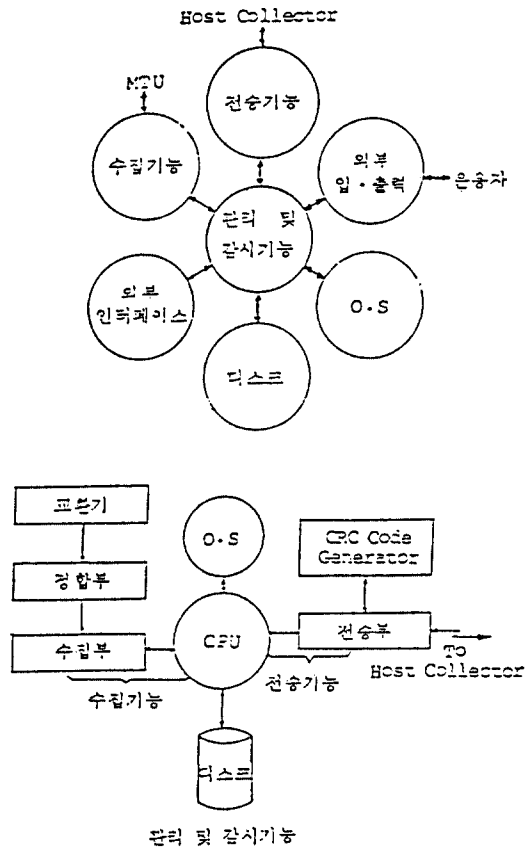 Host Collector
전송기능
MTU
수집기능
외부
입·출력
운용자
관리 및
감시기능
외부
인터페이스
O.S
디스크
교환기
정합부
수집부
O.S
CPU
CRC Code
Generator
전송부
TO
Host Collector
수집기능
전송기능
디스크
관리 및 감시기능